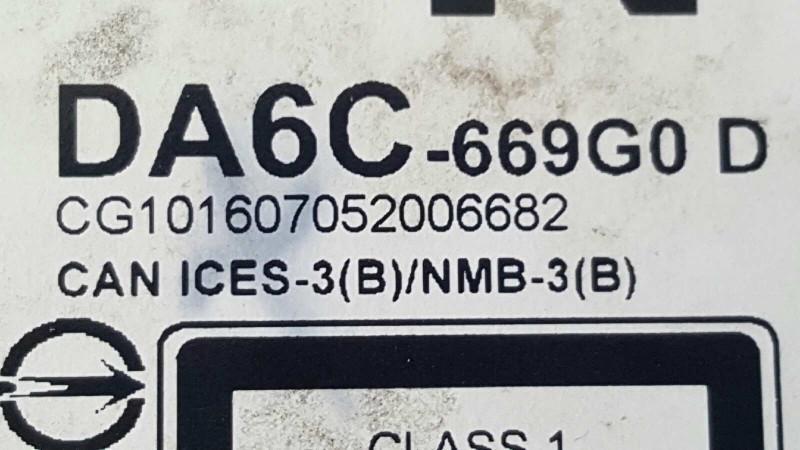 DA6C-669G0 D
CG101607052006682
CAN ICES-3(B)/NMB-3(B)
CLASS 1